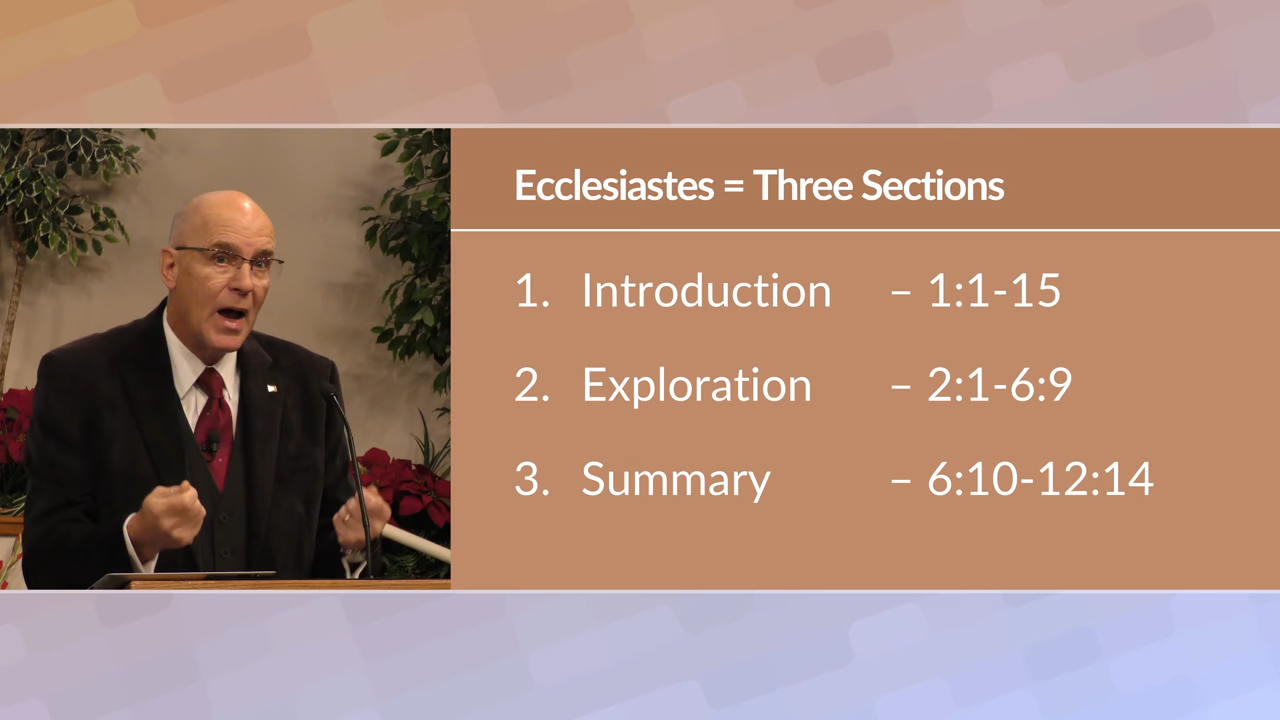 Ecclesiastes = Three Sections
1. Introduction – 1:1-15
2. Exploration – 2:1-6:9
3. Summary – 6:10-12:14